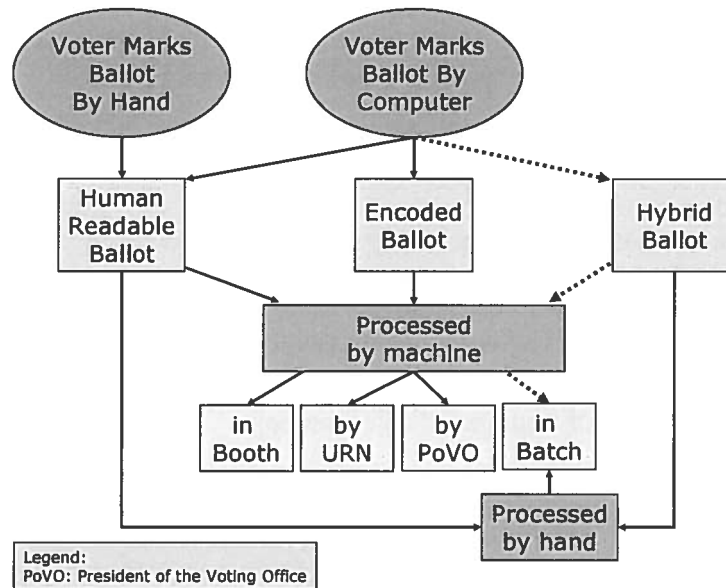 Voter Marks
Ballot
By Hand
Voter Marks
Ballot By
Computer
Human
Readable
Ballot
Encoded
Ballot
Hybrid
Ballot
Processed
by machine
in
Booth
by
URN
by
PoVO
in
Batch
Processed
by hand
Legend:
PoVO: President of the Voting Office